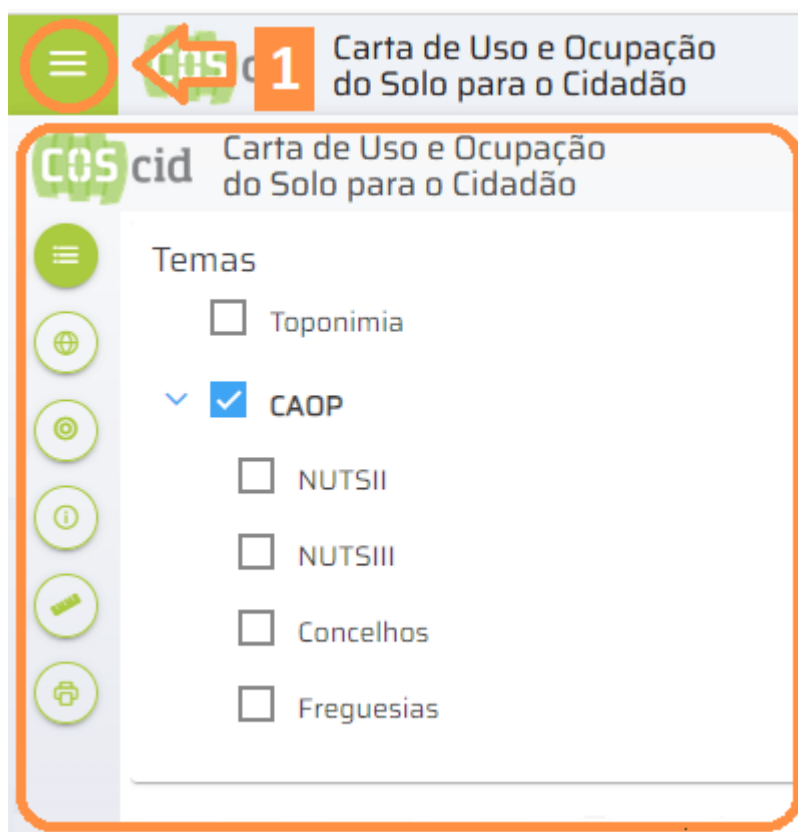 1
Carta de Uso e Ocupação
do Solo para o Cidadão
COS cid
Carta de Uso e Ocupação
do Solo para o Cidadão
Temas
Toponimia
CAOP
NUTSII
NUTSIII
Concelhos
Freguesias